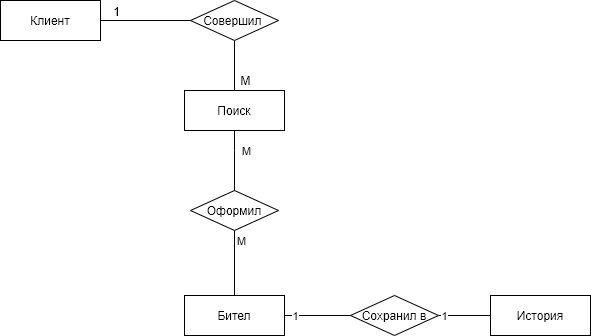 Клиент
1
Совершил
М
Поиск
М
Оформил
М
Бител
1
Сохранил в
1
История